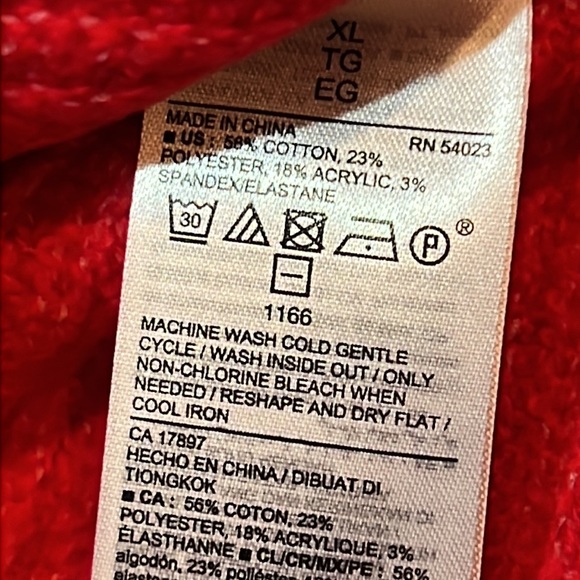 XL
TG
EG
MADE IN CHINA RN 54023
■ US : 56% COTTON, 23%
POLYESTER, 18% ACRYLIC, 3%
SPANDEX/ELASTANE
30 P ®
1166
MACHINE WASH COLD GENTLE
CYCLE / WASH INSIDE OUT / ONLY
NON-CHLORINE BLEACH WHEN
NEEDED / RESHAPE AND DRY FLAT /
COOL IRON
CA 17897
HECHO EN CHINA / DIBUAT DI
TIONGKOK
■ CA : 56% COTON, 23%
POLYESTER, 18% ACRYLIQUE, 3%
ÉLASTHANNE ■ CL/CR/MX/PE : 56%
algodón, 23% poliéster,